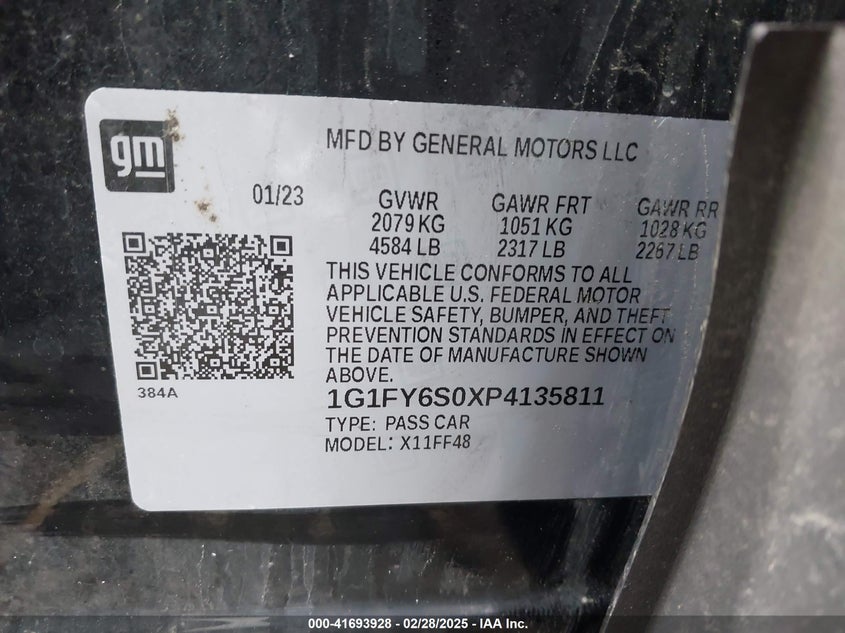 gm
MFD BY GENERAL MOTORS LLC
01/23
GVWR GAWR FRT GAWR RR
2079 KG 1051 KG 1028 KG
4584 LB 2317 LB 2267 LB
THIS VEHICLE CONFORMS TO ALL
APPLICABLE U.S. FEDERAL MOTOR
VEHICLE SAFETY, BUMPER, AND THEFT
PREVENTION STANDARDS IN EFFECT ON
THE DATE OF MANUFACTURE SHOWN
ABOVE.
384A
1G1FY6S0XP4135811
TYPE: PASS CAR
MODEL: X11FF48
000-41693928 - 02/28/2025 - IAA Inc.